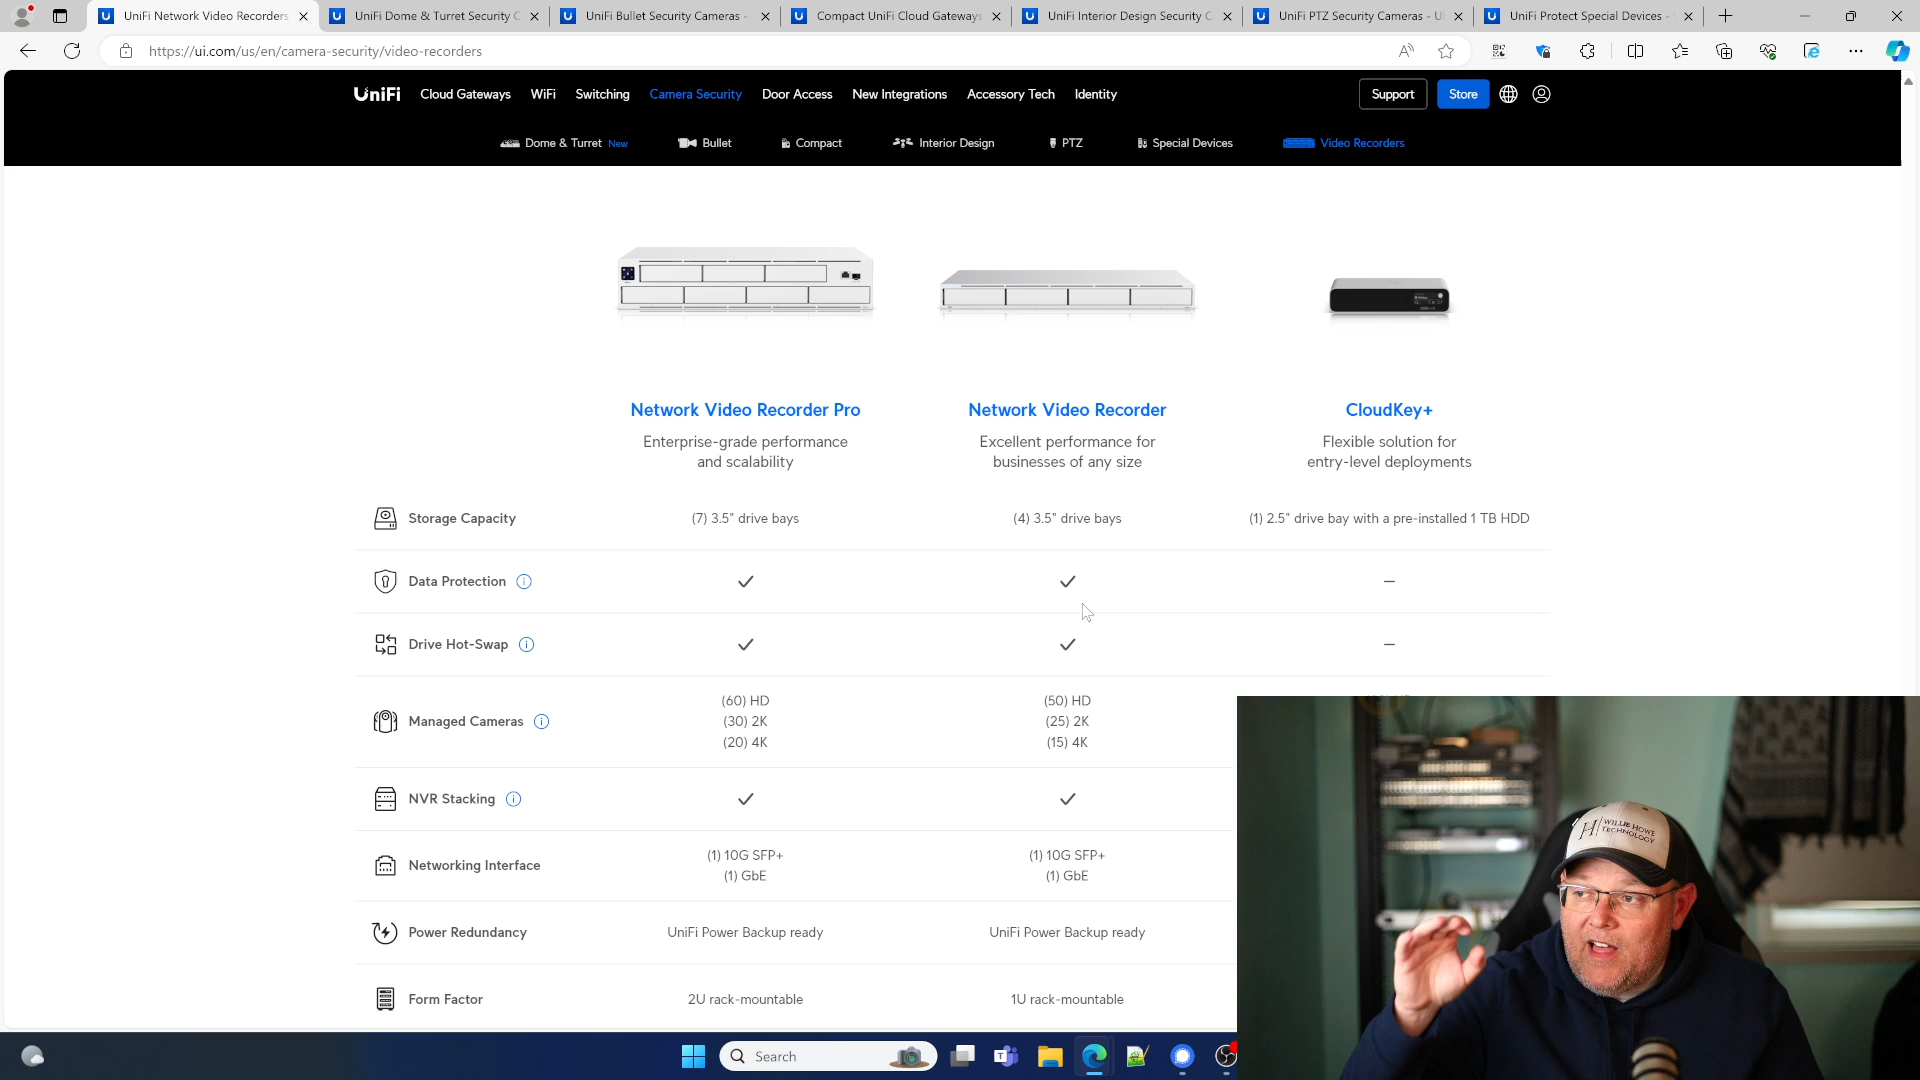 UniFi Network Video Recorders
UniFi Dome & Turret Security C
UniFi Bullet Security Cameras -
Compact UniFi Cloud Gateways
UniFi Interior Design Security C
UniFi PTZ Security Cameras - U
UniFi Protect Special Devices -
https://ui.com/us/en/camera-security/video-recorders
UniFi Cloud Gateways WiFi Switching Camera Security Door Access New Integrations Accessory Tech Identity Support Store
Dome & Turret New Bullet Compact Interior Design PTZ Special Devices Video Recorders
Network Video Recorder Pro Network Video Recorder CloudKey+
Enterprise-grade performance Excellent performance for Flexible solution for
and scalability businesses of any size entry-level deployments
Storage Capacity (7) 3.5" drive bays (4) 3.5" drive bays (1) 2.5" drive bay with a pre-installed 1 TB HDD
Data Protection –
Drive Hot-Swap –
(60) HD (50) HD
Managed Cameras (30) 2K (25) 2K
(20) 4K (15) 4K
NVR Stacking
(1) 10G SFP+ (1) 10G SFP+
Networking Interface
(1) GbE (1) GbE
Power Redundancy UniFi Power Backup ready UniFi Power Backup ready
Form Factor 2U rack-mountable 1U rack-mountable
H WILLIE HOWE
TECHNOLOGY
Search